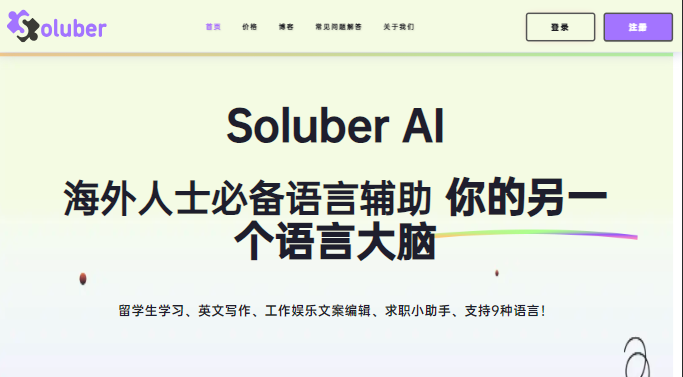 Soluber
首页 价格 博客 常见问题解答 关于我们 登录 注册
Soluber AI
海外人士必备语言辅助 你的另一
个语言大脑
留学生学习、英文写作、工作娱乐文案编辑、求职小助手、支持9种语言！